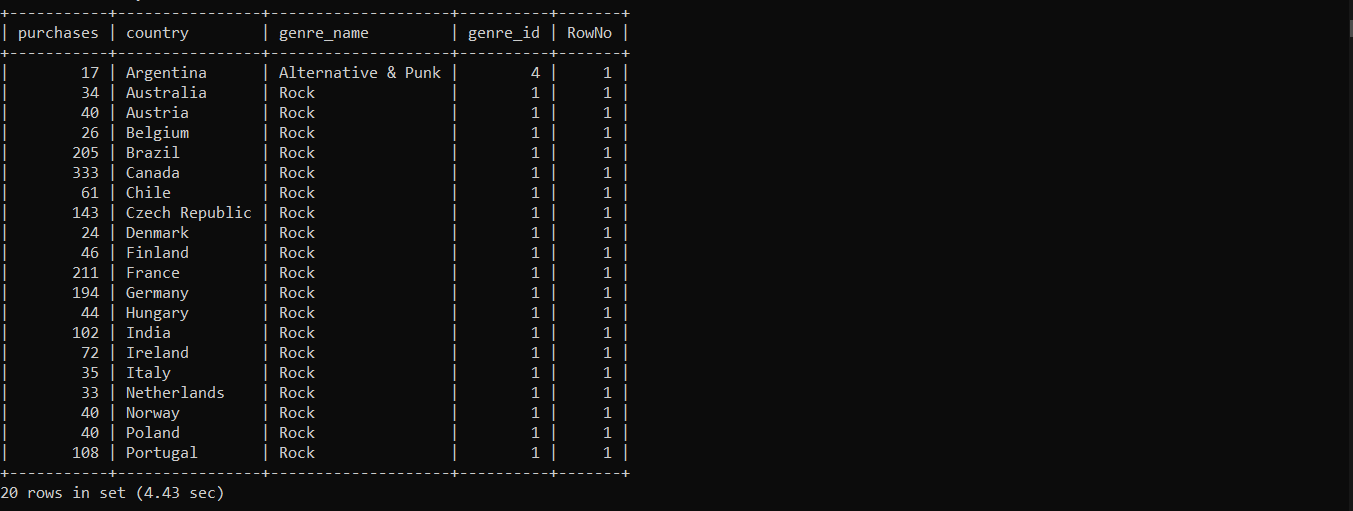 +-----------+----------------+--------------------+----------+-------+
| purchases | country        | genre_name         | genre_id | RowNo |
+-----------+----------------+--------------------+----------+-------+
|        17 | Argentina      | Alternative & Punk |        4 |     1 |
|        34 | Australia      | Rock               |        1 |     1 |
|        40 | Austria        | Rock               |        1 |     1 |
|        26 | Belgium        | Rock               |        1 |     1 |
|       205 | Brazil         | Rock               |        1 |     1 |
|       333 | Canada         | Rock               |        1 |     1 |
|        61 | Chile          | Rock               |        1 |     1 |
|       143 | Czech Republic | Rock               |        1 |     1 |
|        24 | Denmark        | Rock               |        1 |     1 |
|        46 | Finland        | Rock               |        1 |     1 |
|       211 | France         | Rock               |        1 |     1 |
|       194 | Germany        | Rock               |        1 |     1 |
|        44 | Hungary        | Rock               |        1 |     1 |
|       102 | India          | Rock               |        1 |     1 |
|        72 | Ireland        | Rock               |        1 |     1 |
|        35 | Italy          | Rock               |        1 |     1 |
|        33 | Netherlands    | Rock               |        1 |     1 |
|        40 | Norway         | Rock               |        1 |     1 |
|        40 | Poland         | Rock               |        1 |     1 |
|       108 | Portugal       | Rock               |        1 |     1 |
+-----------+----------------+--------------------+----------+-------+
20 rows in set (4.43 sec)